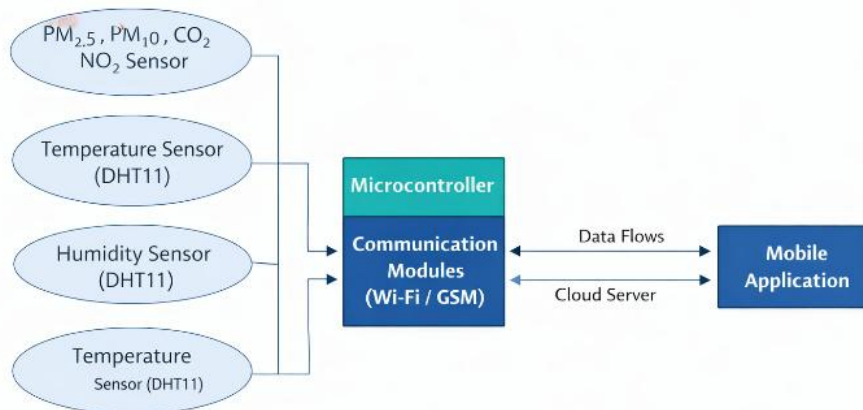 PM₂.₅ , PM₁₀ , CO₂
NO₂ Sensor
Temperature Sensor
(DHT11)
Humidity Sensor
(DHT11)
Temperature
Sensor (DHT11)
Microcontroller
Communication
Modules
(Wi-Fi / GSM)
Data Flows
Cloud Server
Mobile
Application